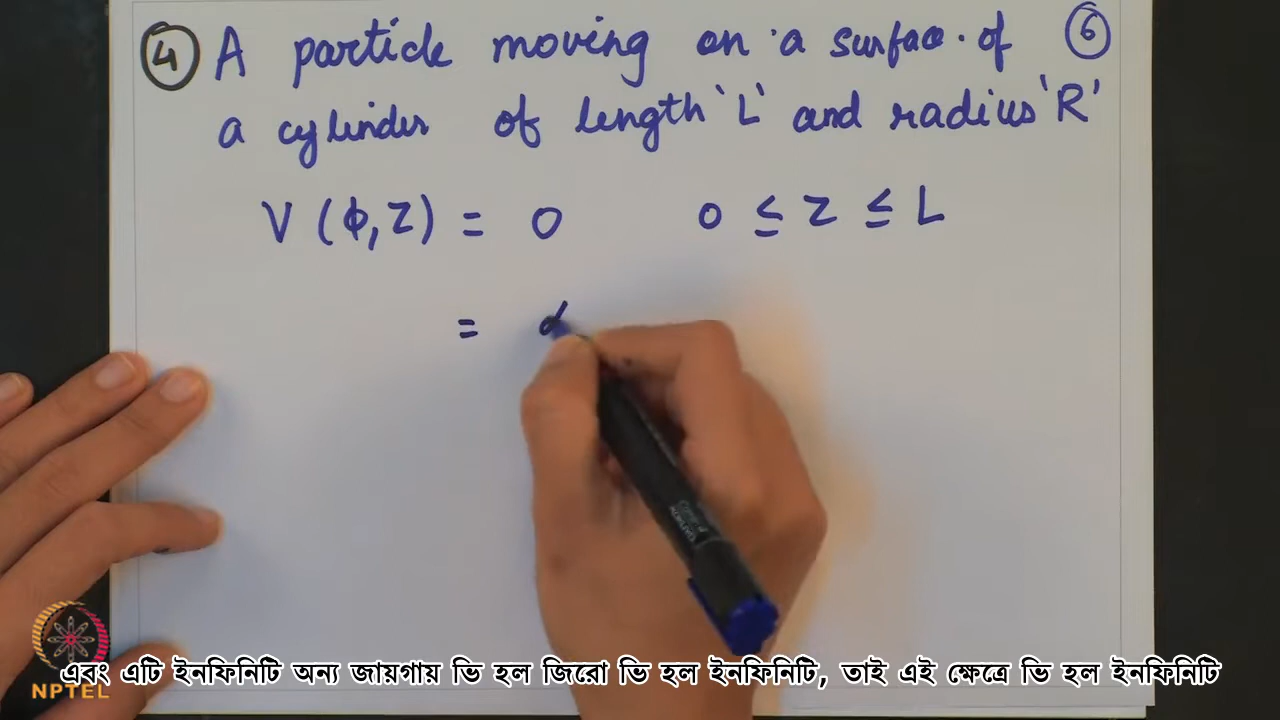 ④ A particle moving on a surface of ⑥
a cylinder of length 'L' and radius 'R'
V (φ, Z) = 0 0 ≤ Z ≤ L
=
NPTEL
এবং এটি ইনফিনিটি অন্য জায়গায় ভি হল জিরো ভি হল ইনফিনিটি, তাই এই ক্ষেত্রে ভি হল ইনফিনিটি